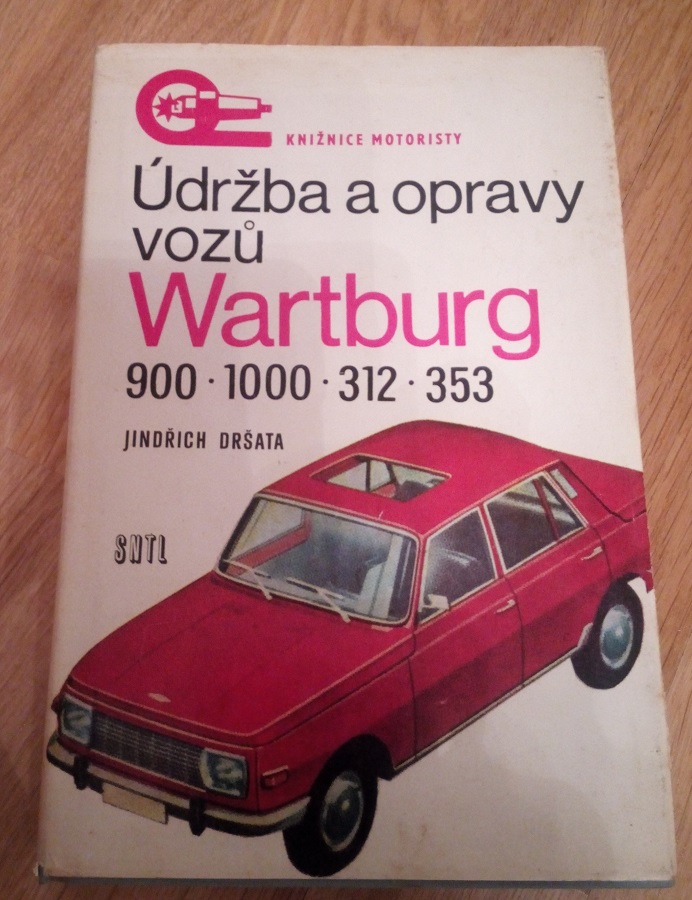 KNIŽNICE MOTORISTY
Údržba a opravy
vozů
Wartburg
900 · 1000 · 312 · 353
JINDŘICH DRŠATA
SNTL